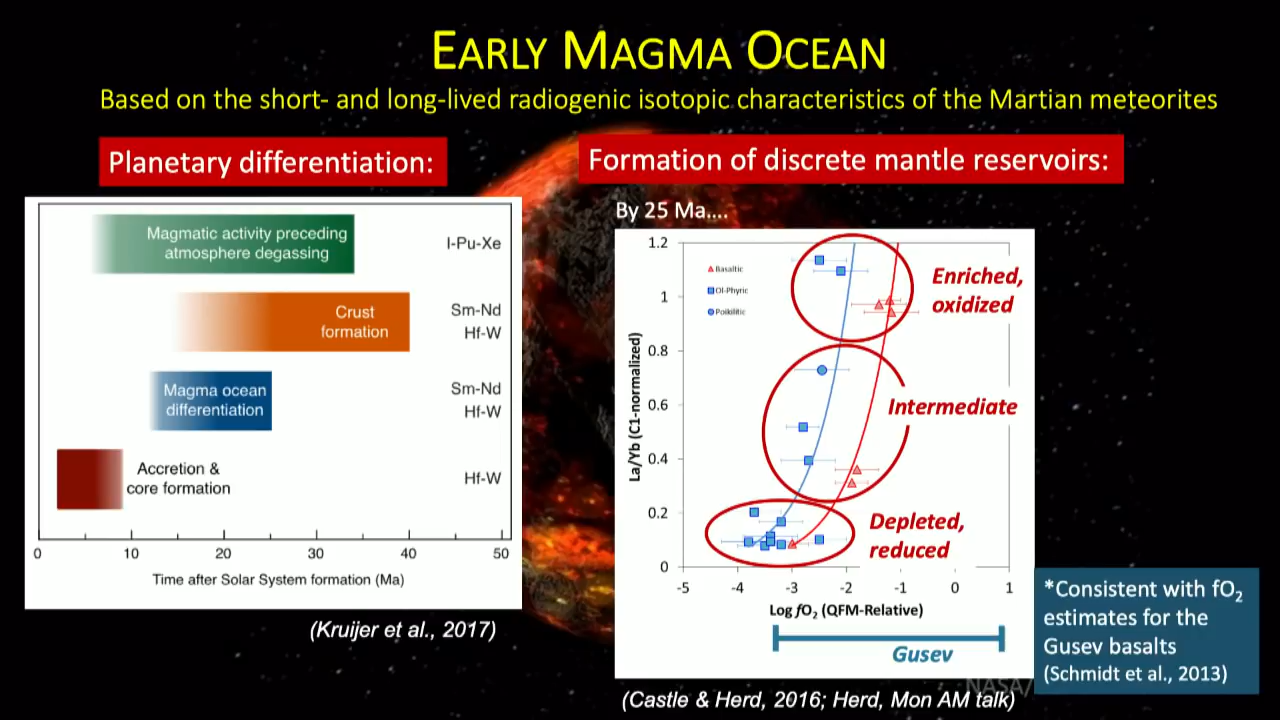 EARLY MAGMA OCEAN
Based on the short- and long-lived radiogenic isotopic characteristics of the Martian meteorites
Planetary differentiation:
Magmatic activity preceding
atmosphere degassing
I-Pu-Xe
Crust
formation
Sm-Nd
Hf-W
Magma ocean
differentiation
Sm-Nd
Hf-W
Accretion &
core formation
Hf-W
0 10 20 30 40 50
Time after Solar System formation (Ma)
(Kruijer et al., 2017)
Formation of discrete mantle reservoirs:
By 25 Ma....
1.2
1
0.8
0.6
0.4
0.2
0
La/Yb (C1-normalized)
Basaltic
Ol-Phyric
Poikilitic
Enriched,
oxidized
Intermediate
Depleted,
reduced
-5 -4 -3 -2 -1 0 1
Log fO2 (QFM-Relative)
Gusev
(Castle & Herd, 2016; Herd, Mon AM talk)
*Consistent with fO2
estimates for the
Gusev basalts
(Schmidt et al., 2013)
NASA/